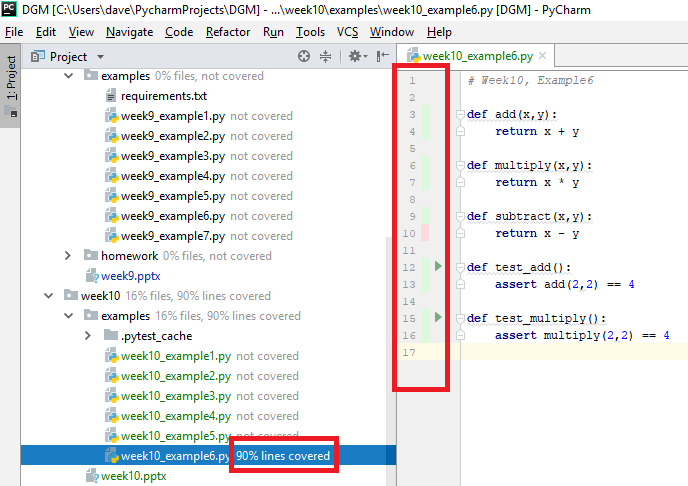 PC DGM [C:\Users\dave\PycharmProjects\DGM] - ...\week10\examples\week10_example6.py [DGM] - PyCharm
File Edit View Navigate Code Refactor Run Tools VCS Window Help
1: Project
Project
examples 0% files, not covered
requirements.txt
week9_example1.py not covered
week9_example2.py not covered
week9_example3.py not covered
week9_example4.py not covered
week9_example5.py not covered
week9_example6.py not covered
week9_example7.py not covered
homework 0% files, not covered
week9.pptx
week10 16% files, 90% lines covered
examples 16% files, 90% lines covered
.pytest_cache
week10_example1.py not covered
week10_example2.py not covered
week10_example3.py not covered
week10_example4.py not covered
week10_example5.py not covered
week10_example6.py 90% lines covered
week10.pptx
week10_example6.py
1 # Week10, Example6
2
3 def add(x,y):
4 return x + y
5
6 def multiply(x,y):
7 return x * y
8
9 def subtract(x,y):
10 return x - y
11
12 def test_add():
13 assert add(2,2) == 4
14
15 def test_multiply():
16 assert multiply(2,2) == 4
17